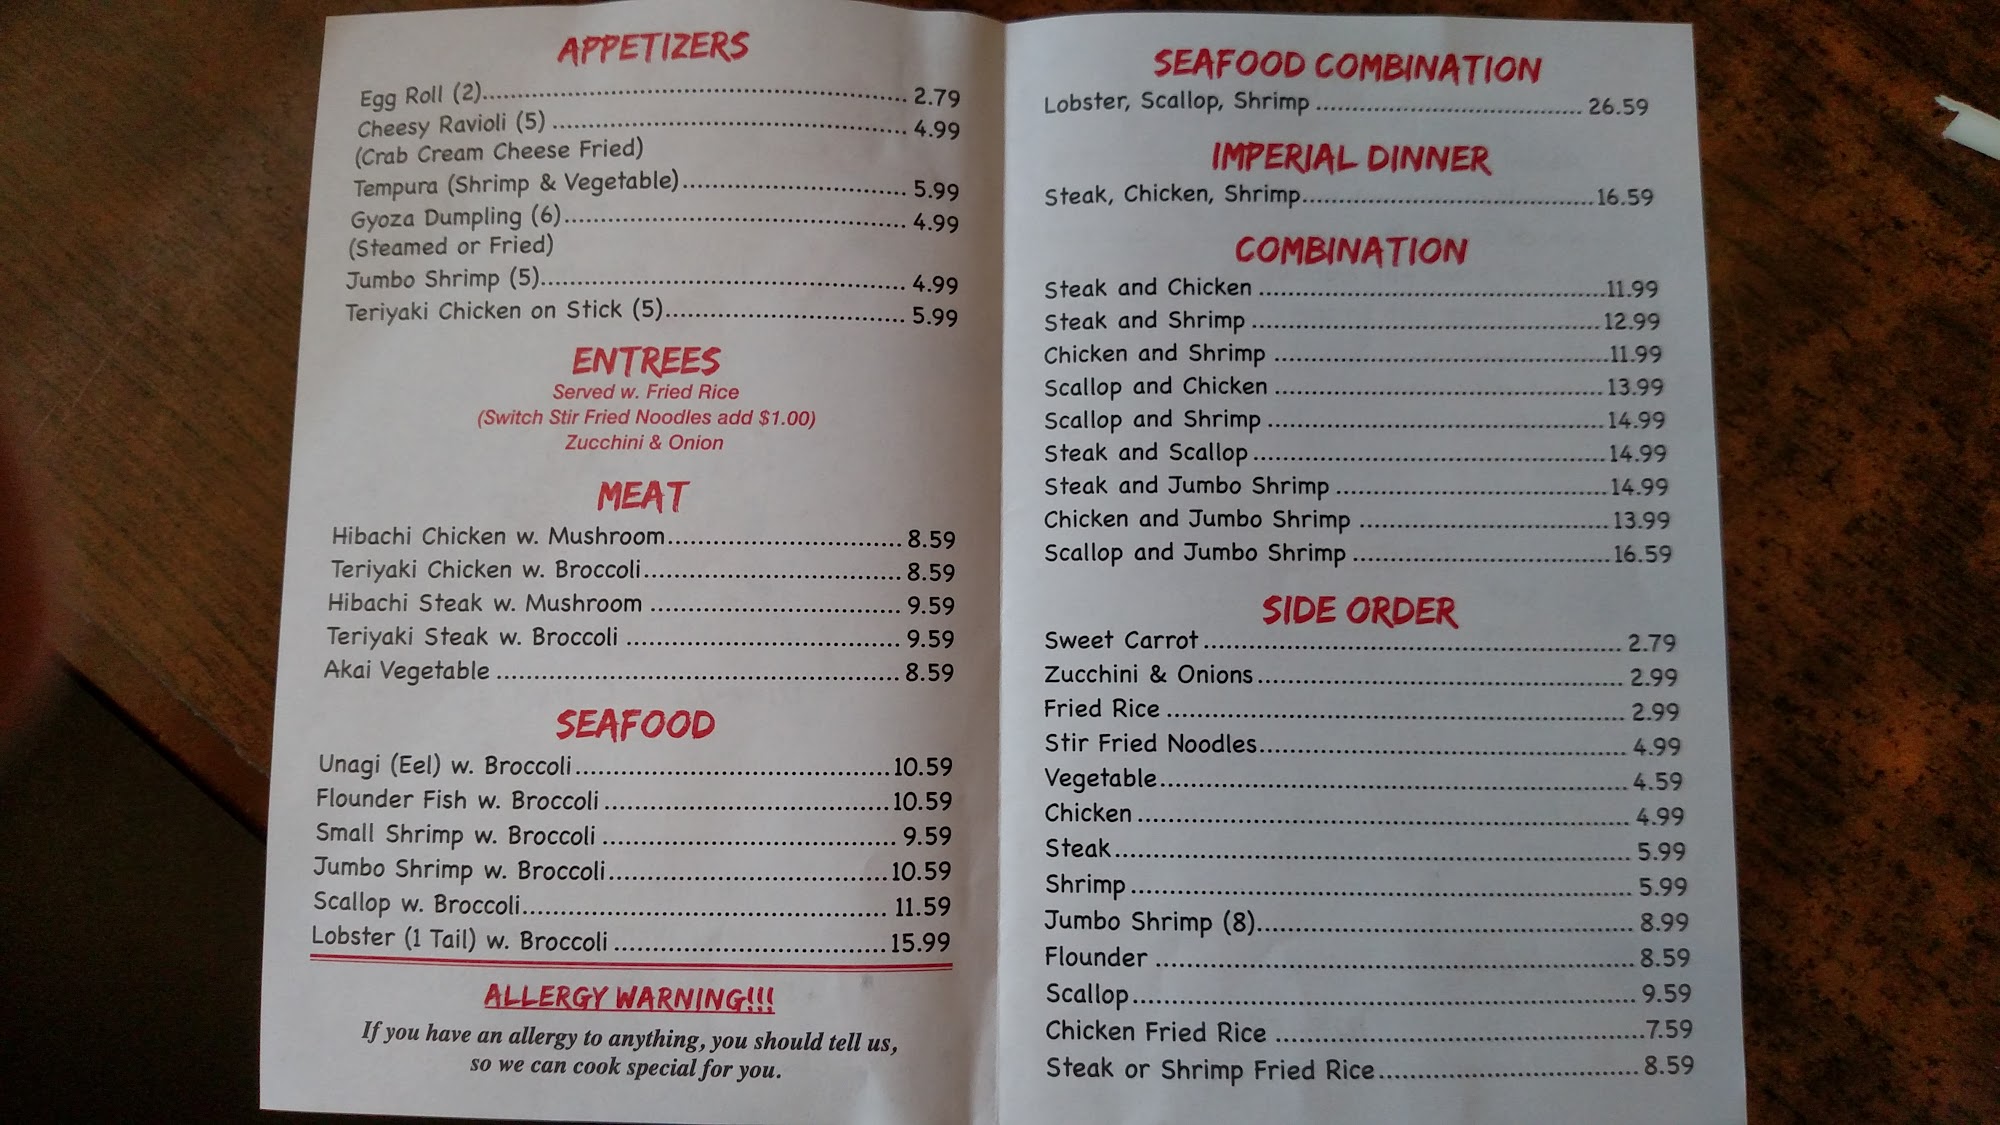 APPETIZERS
Egg Roll (2)........ 2.79
Cheesy Ravioli (5) ........ 4.99
(Crab Cream Cheese Fried)
Tempura (Shrimp & Vegetable)........ 5.99
Gyoza Dumpling (6)........ 4.99
(Steamed or Fried)
Jumbo Shrimp (5)........ 4.99
Teriyaki Chicken on Stick (5)........ 5.99
ENTREES
Served w. Fried Rice
(Switch Stir Fried Noodles add $1.00)
Zucchini & Onion
MEAT
Hibachi Chicken w. Mushroom........ 8.59
Teriyaki Chicken w. Broccoli........ 8.59
Hibachi Steak w. Mushroom ........ 9.59
Teriyaki Steak w. Broccoli ........ 9.59
Akai Vegetable ........ 8.59
SEAFOOD
Unagi (Eel) w. Broccoli........ 10.59
Flounder Fish w. Broccoli ........ 10.59
Small Shrimp w. Broccoli ........ 9.59
Jumbo Shrimp w. Broccoli........ 10.59
Scallop w. Broccoli........ 11.59
Lobster (1 Tail) w. Broccoli ........ 15.99
ALLERGY WARNING!!!
If you have an allergy to anything, you should tell us,
so we can cook special for you.
SEAFOOD COMBINATION
Lobster, Scallop, Shrimp ........ 26.59
IMPERIAL DINNER
Steak, Chicken, Shrimp........ 16.59
COMBINATION
Steak and Chicken ........ 11.99
Steak and Shrimp ........ 12.99
Chicken and Shrimp ........ 11.99
Scallop and Chicken ........ 13.99
Scallop and Shrimp ........ 14.99
Steak and Scallop ........ 14.99
Steak and Jumbo Shrimp ........ 14.99
Chicken and Jumbo Shrimp ........ 13.99
Scallop and Jumbo Shrimp ........ 16.59
SIDE ORDER
Sweet Carrot ........ 2.79
Zucchini & Onions........ 2.99
Fried Rice ........ 2.99
Stir Fried Noodles........ 4.99
Vegetable........ 4.59
Chicken ........ 4.99
Steak........ 5.99
Shrimp ........ 5.99
Jumbo Shrimp (8)........ 8.99
Flounder ........ 8.59
Scallop........ 9.59
Chicken Fried Rice ........ 7.59
Steak or Shrimp Fried Rice........ 8.59